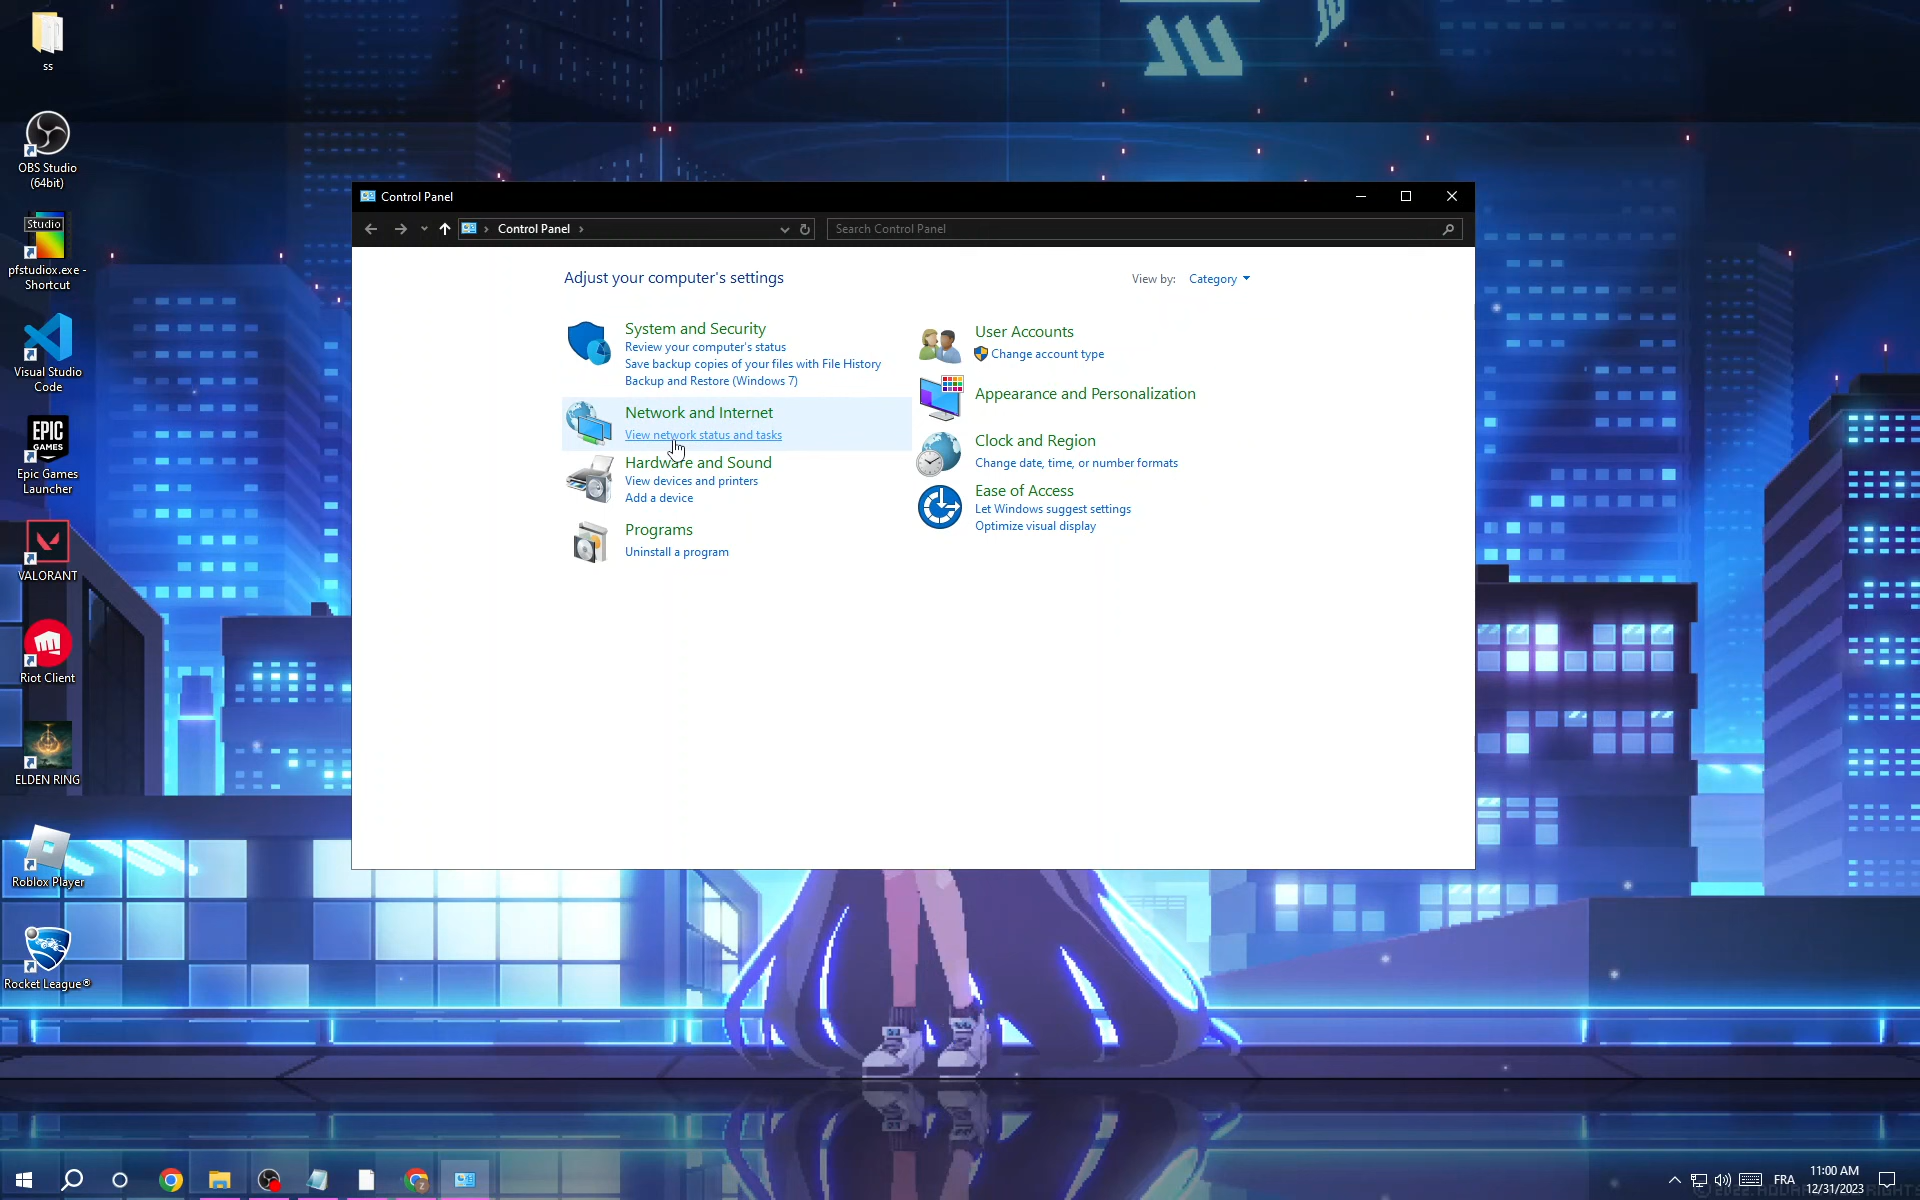 ss
OBS Studio
(64bit)
Studio
pfstudiox.exe -
Shortcut
Visual Studio
Code
EPIC
GAMES
Epic Games
Launcher
VALORANT
Riot Client
ELDEN RING
Roblox Player
Rocket League®
Control Panel
Control Panel
Search Control Panel
Adjust your computer's settings
View by: Category
System and Security
Review your computer's status
Save backup copies of your files with File History
Backup and Restore (Windows 7)
Network and Internet
View network status and tasks
Hardware and Sound
View devices and printers
Add a device
Programs
Uninstall a program
User Accounts
Change account type
Appearance and Personalization
Clock and Region
Change date, time, or number formats
Ease of Access
Let Windows suggest settings
Optimize visual display
FRA
11:00 AM
12/31/2023